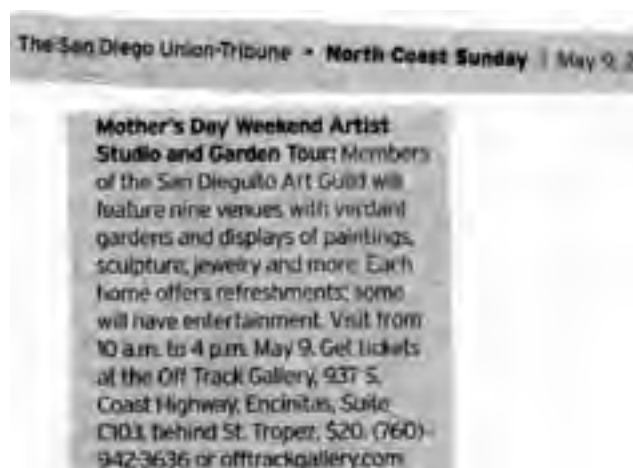 The San Diego Union-Tribune • North Coast Sunday | May 9, 2
Mother's Day Weekend Artist
Studio and Garden Tour: Members
of the San Dieguito Art Guild will
feature nine venues with verdant
gardens and displays of paintings,
sculpture, jewelry and more. Each
home offers refreshments; some
will have entertainment. Visit from
10 a.m. to 4 p.m. May 9. Get tickets
at the Off Track Gallery, 937 S.
Coast Highway, Encinitas, Suite
C103, behind St. Tropez. $20. (760)-
942-3636 or offtrackgallery.com